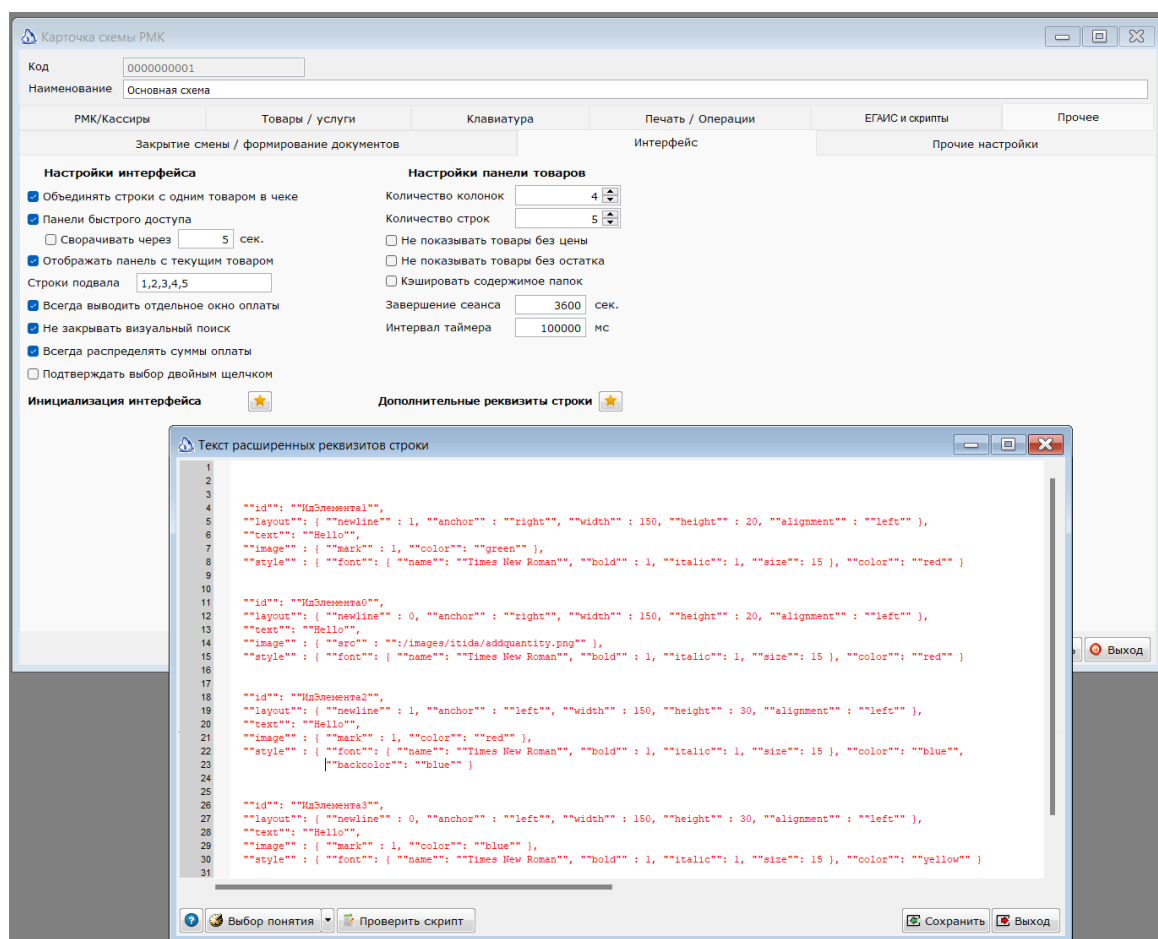 Карточка схемы РМК
Код 0000000001
Наименование Основная схема
РМК/Кассиры Товары / услуги Клавиатура Печать / Операции ЕГАИС и скрипты Прочее
Закрытие смены / формирование документов Интерфейс Прочие настройки
Настройки интерфейса Настройки панели товаров
Объединять строки с одним товаром в чеке Количество колонок 4
Панели быстрого доступа Количество строк 5
Сворачивать через 5 сек. Не показывать товары без цены
Отображать панель с текущим товаром Не показывать товары без остатка
Строки подвала 1,2,3,4,5 Кэшировать содержимое папок
Всегда выводить отдельное окно оплаты Завершение сеанса 3600 сек.
Не закрывать визуальный поиск Интервал таймера 100000 мс
Всегда распределять суммы оплаты
Подтверждать выбор двойным щелчком
Инициализация интерфейса Дополнительные реквизиты строки
Текст расширенных реквизитов строки
1
2
3
4 ""id"": ""ИдЭлемента1"",
5 ""layout"": { ""newline"" : 1, ""anchor"" : ""right"", ""width"" : 150, ""height"" : 20, ""alignment"" : ""left"" },
6 ""text"": ""Hello"",
7 ""image"" : { ""mark"" : 1, ""color"": ""green"" },
8 ""style"" : { ""font"": { ""name"": ""Times New Roman"", ""bold"" : 1, ""italic"": 1, ""size"": 15 }, ""color"": ""red"" }
9
10
11 ""id"": ""ИдЭлемента0"",
12 ""layout"": { ""newline"" : 0, ""anchor"" : ""right"", ""width"" : 150, ""height"" : 20, ""alignment"" : ""left"" },
13 ""text"": ""Hello"",
14 ""image"" : { ""src"" : "":/images/itida/addquantity.png"" },
15 ""style"" : { ""font"": { ""name"": ""Times New Roman"", ""bold"" : 1, ""italic"": 1, ""size"": 15 }, ""color"": ""red"" }
16
17
18 ""id"": ""ИдЭлемента2"",
19 ""layout"": { ""newline"" : 1, ""anchor"" : ""left"", ""width"" : 150, ""height"" : 30, ""alignment"" : ""left"" },
20 ""text"": ""Hello"",
21 ""image"" : { ""mark"" : 1, ""color"": ""red"" },
22 ""style"" : { ""font"": { ""name"": ""Times New Roman"", ""bold"" : 1, ""italic"": 1, ""size"": 15 }, ""color"": ""blue"",
23 ""backcolor"": ""blue"" }
24
25
26 ""id"": ""ИдЭлемента3"",
27 ""layout"": { ""newline"" : 0, ""anchor"" : ""left"", ""width"" : 150, ""height"" : 30, ""alignment"" : ""left"" },
28 ""text"": ""Hello"",
29 ""image"" : { ""mark"" : 1, ""color"": ""blue"" },
30 ""style"" : { ""font"": { ""name"": ""Times New Roman"", ""bold"" : 1, ""italic"": 1, ""size"": 15 }, ""color"": ""yellow"" }
31
Выход
Выбор понятия Проверить скрипт Сохранить Выход